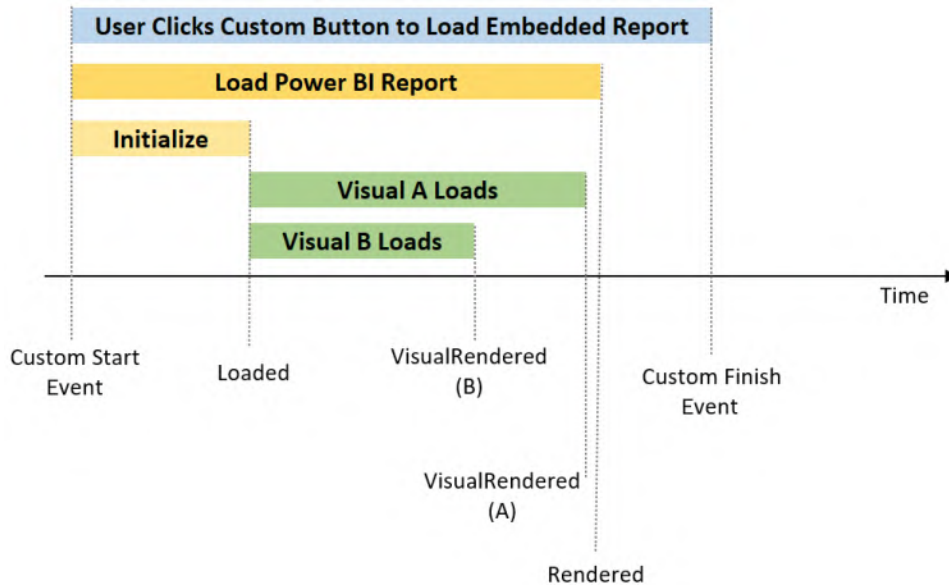 User Clicks Custom Button to Load Embedded Report
Load Power BI Report
Initialize
Visual A Loads
Visual B Loads
Time
Custom Start
Event
Loaded
VisualRendered
(B)
Custom Finish
Event
VisualRendered
(A)
Rendered